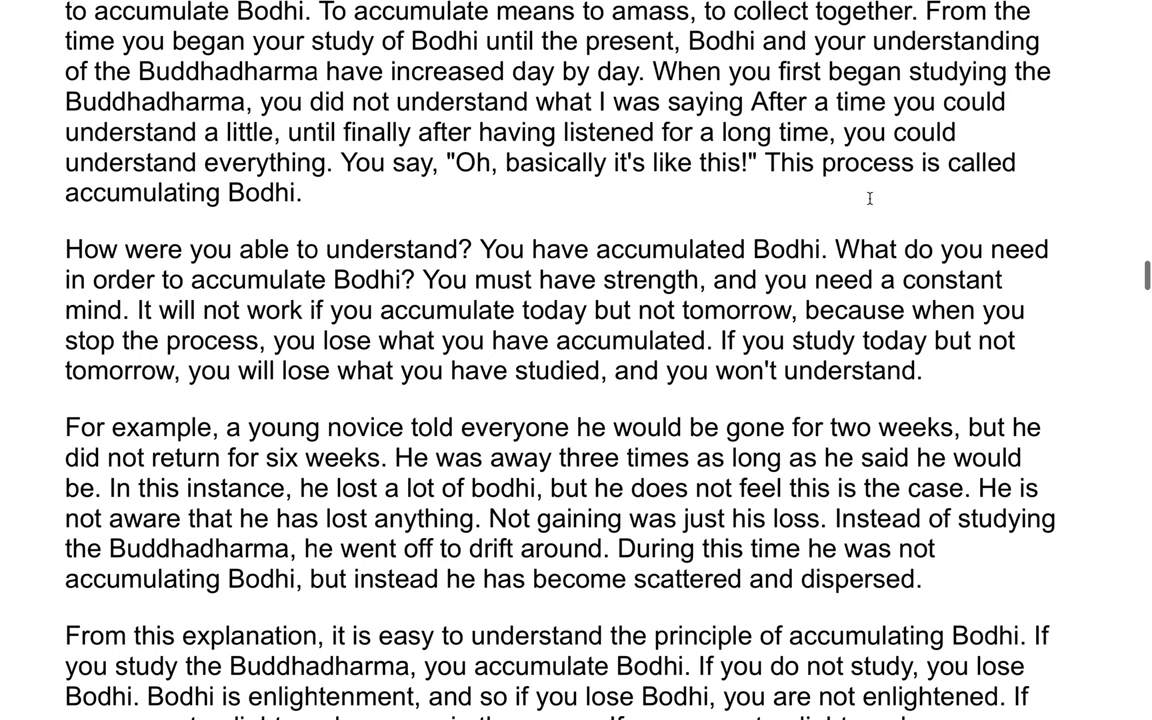 to accumulate Bodhi. To accumulate means to amass, to collect together. From the
time you began your study of Bodhi until the present, Bodhi and your understanding
of the Buddhadharma have increased day by day. When you first began studying the
Buddhadharma, you did not understand what I was saying After a time you could
understand a little, until finally after having listened for a long time, you could
understand everything. You say, "Oh, basically it's like this!" This process is called
accumulating Bodhi.
How were you able to understand? You have accumulated Bodhi. What do you need
in order to accumulate Bodhi? You must have strength, and you need a constant
mind. It will not work if you accumulate today but not tomorrow, because when you
stop the process, you lose what you have accumulated. If you study today but not
tomorrow, you will lose what you have studied, and you won't understand.
For example, a young novice told everyone he would be gone for two weeks, but he
did not return for six weeks. He was away three times as long as he said he would
be. In this instance, he lost a lot of bodhi, but he does not feel this is the case. He is
not aware that he has lost anything. Not gaining was just his loss. Instead of studying
the Buddhadharma, he went off to drift around. During this time he was not
accumulating Bodhi, but instead he has become scattered and dispersed.
From this explanation, it is easy to understand the principle of accumulating Bodhi. If
you study the Buddhadharma, you accumulate Bodhi. If you do not study, you lose
Bodhi. Bodhi is enlightenment, and so if you lose Bodhi, you are not enlightened. If